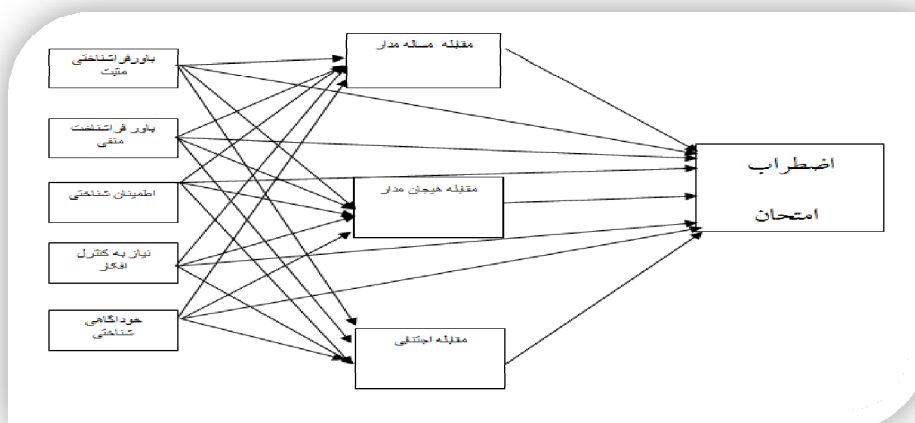 باورفراشناختی
مثبت
باور فراشناخت
منفی
اطمینان شناختی
نیاز به کنترل
افکار
خوداگاهی
شناختی
مقابله مساله مدار
مقابله هیجان مدار
مقابله اجتنابی
اضطراب
امتحان